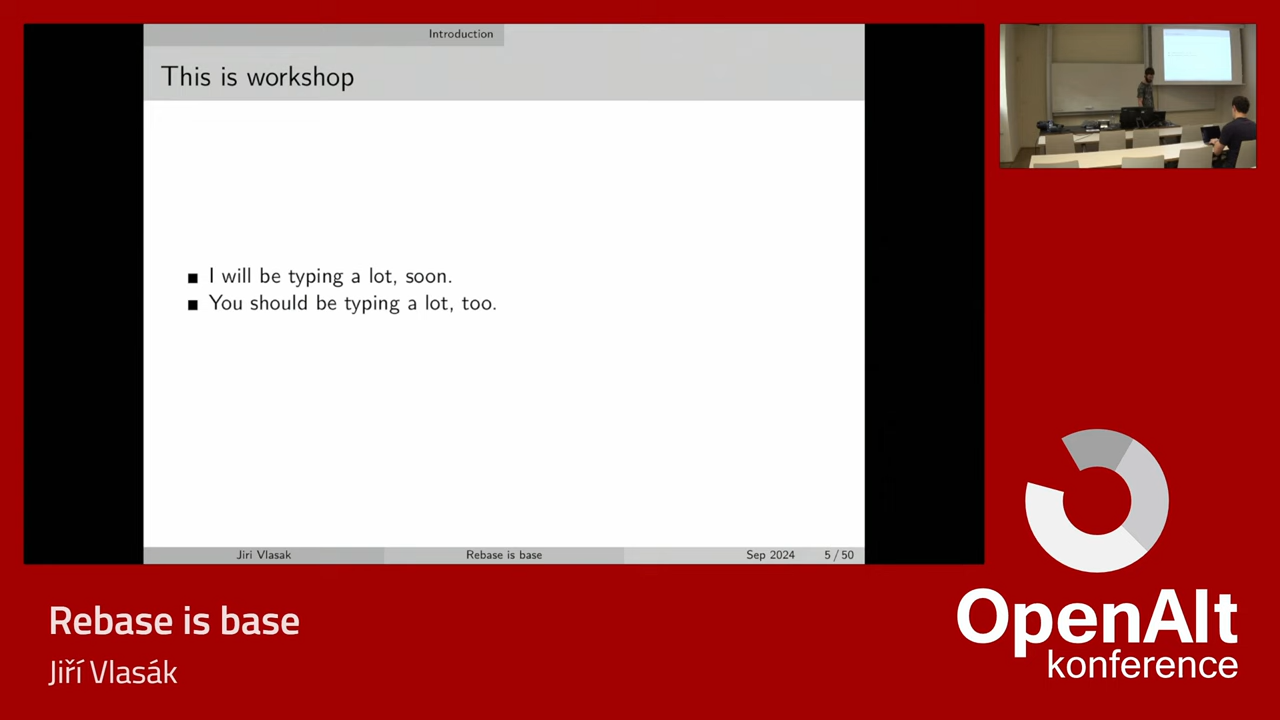 Introduction
This is workshop
I will be typing a lot, soon.
You should be typing a lot, too.
Jiri Vlasak
Rebase is base
Sep 2024
5 / 50
Rebase is base
Jiří Vlasák
OpenAlt
konference